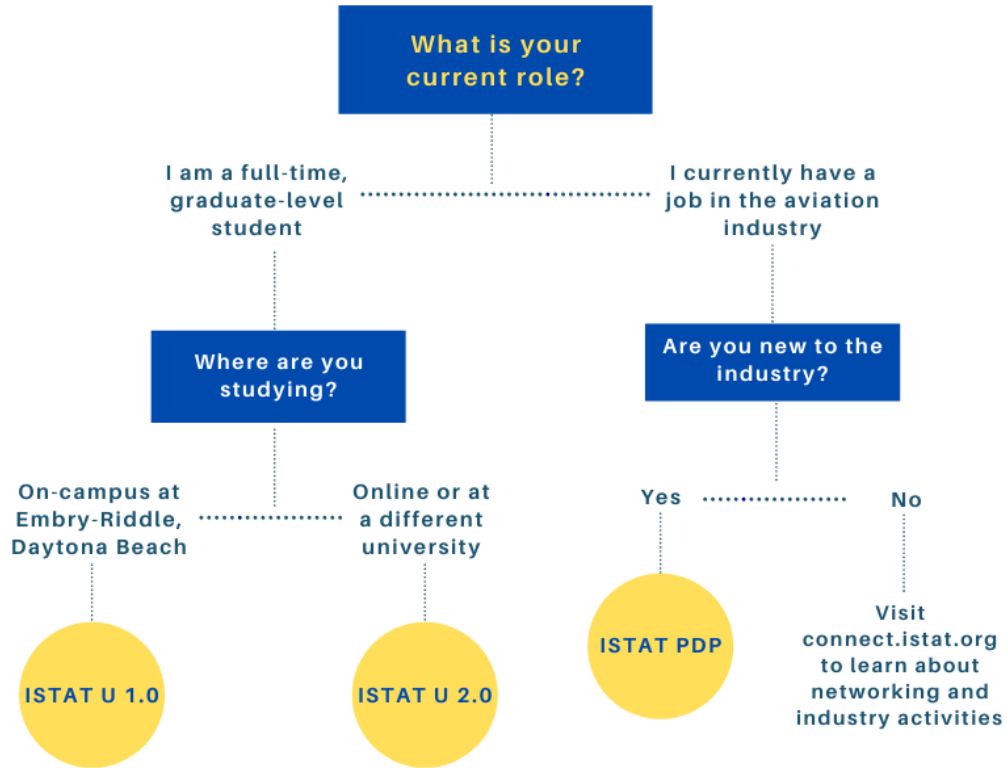 What is your
current role?
I am a full-time,
graduate-level
student
I currently have a
job in the aviation
industry
Where are you
studying?
Are you new to the
industry?
On-campus at
Embry-Riddle,
Daytona Beach
Online or at
a different
university
Yes
No
ISTAT U 1.0
ISTAT U 2.0
ISTAT PDP
Visit
connect.istat.org
to learn about
networking and
industry activities